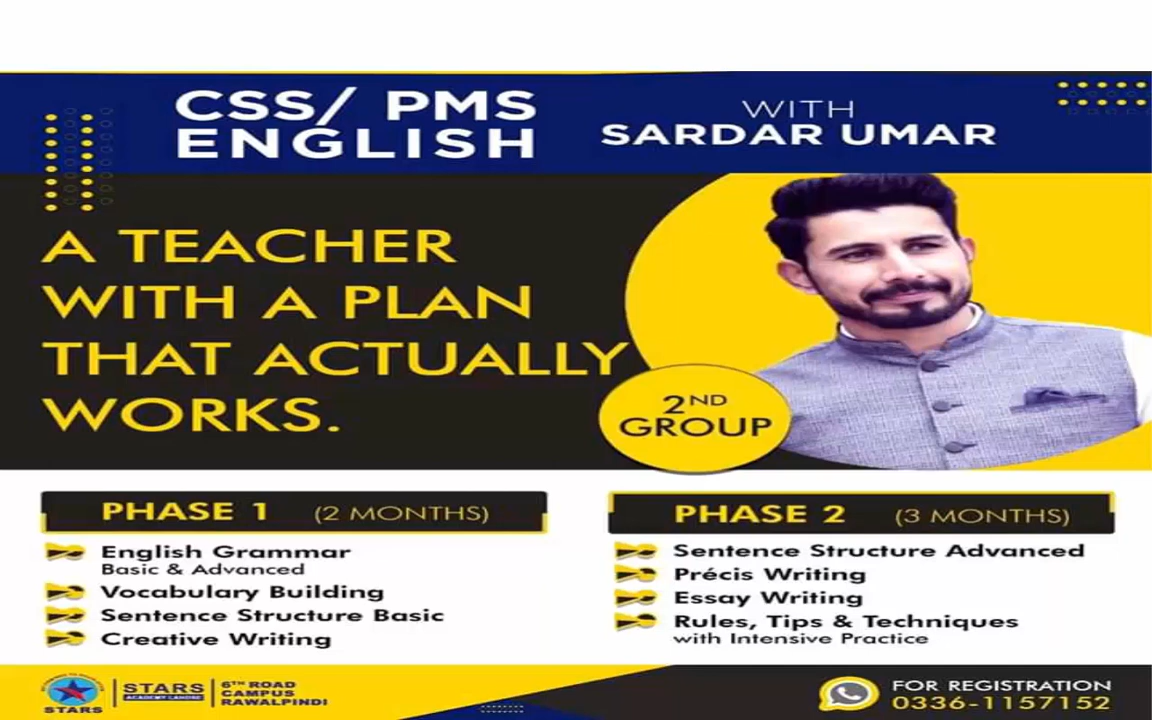 CSS/ PMS
ENGLISH
WITH
SARDAR UMAR
A TEACHER
WITH A PLAN
THAT ACTUALLY
WORKS.
2ND
GROUP
PHASE 1 (2 MONTHS)
English Grammar
Basic & Advanced
Vocabulary Building
Sentence Structure Basic
Creative Writing
PHASE 2 (3 MONTHS)
Sentence Structure Advanced
Précis Writing
Essay Writing
Rules, Tips & Techniques
with Intensive Practice
STARS
STARS
ACADEMY LAHORE
6TH ROAD
CAMPUS
RAWALPINDI
FOR REGISTRATION
0336-1157152